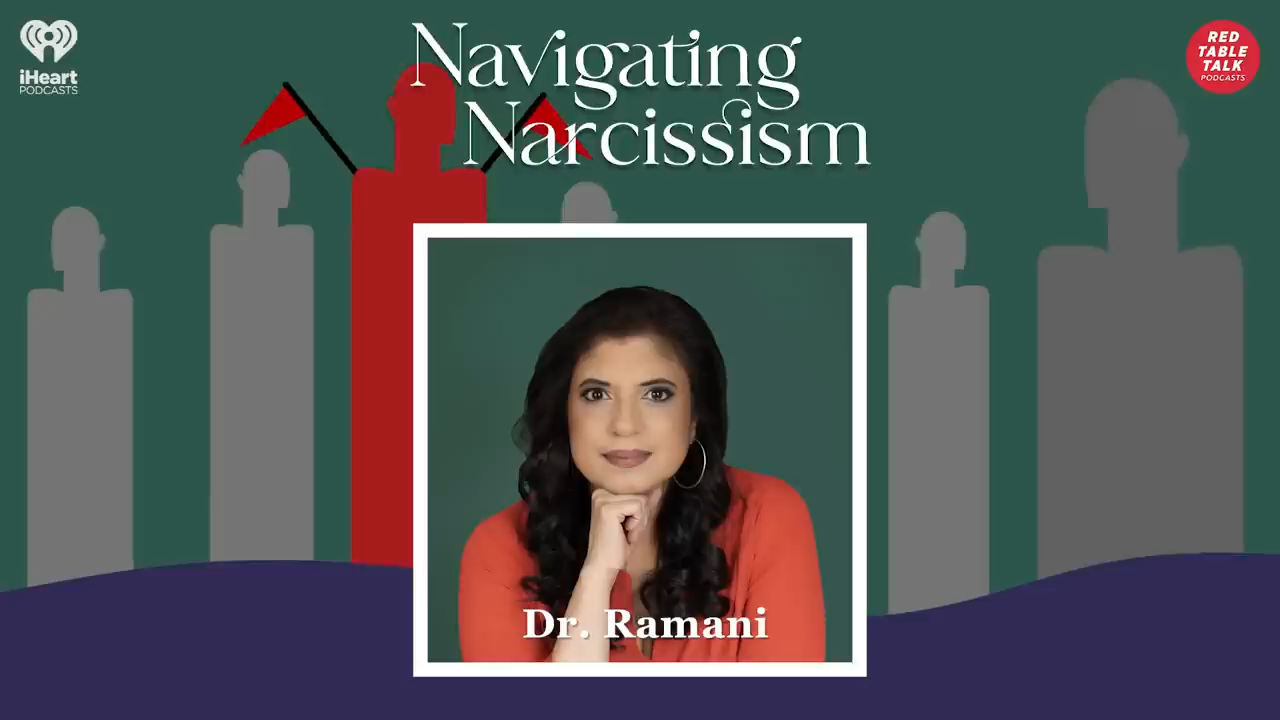 iHeart
PODCASTS
Navigating
Narcissism
RED
TABLE
TALK
PODCASTS
Dr. Ramani